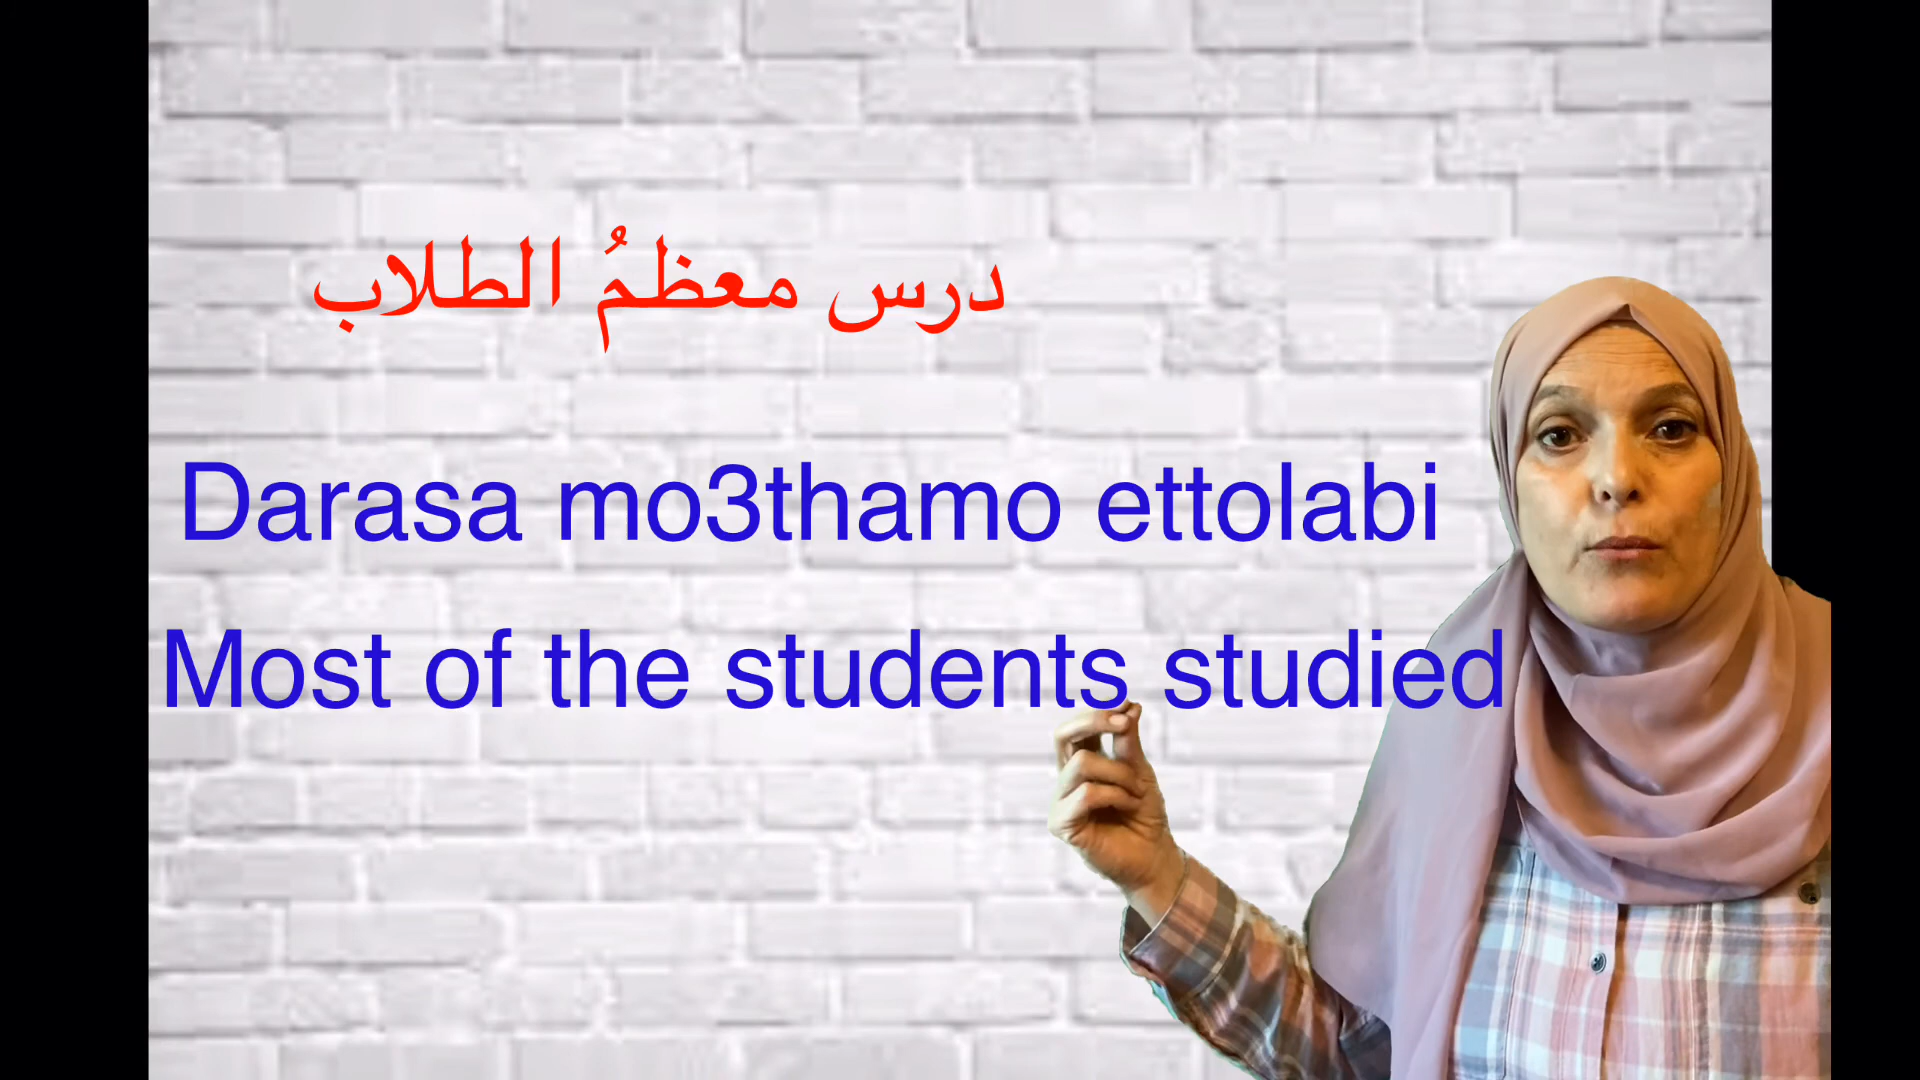 درس معظمُ الطلاب
Darasa mo3thamo ettolabi
Most of the students studied